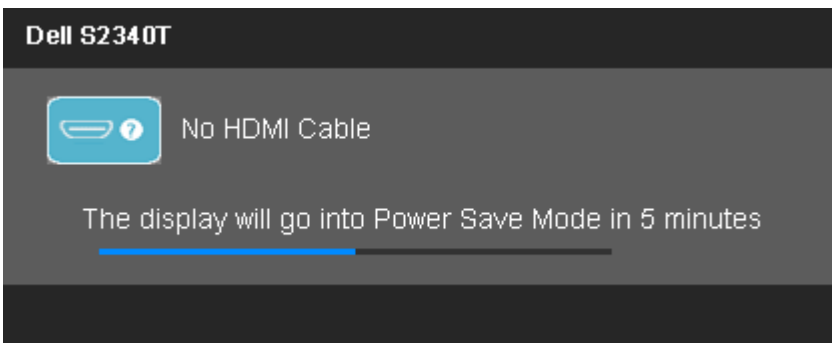 Dell S2340T
No HDMI Cable
The display will go into Power Save Mode in 5 minutes